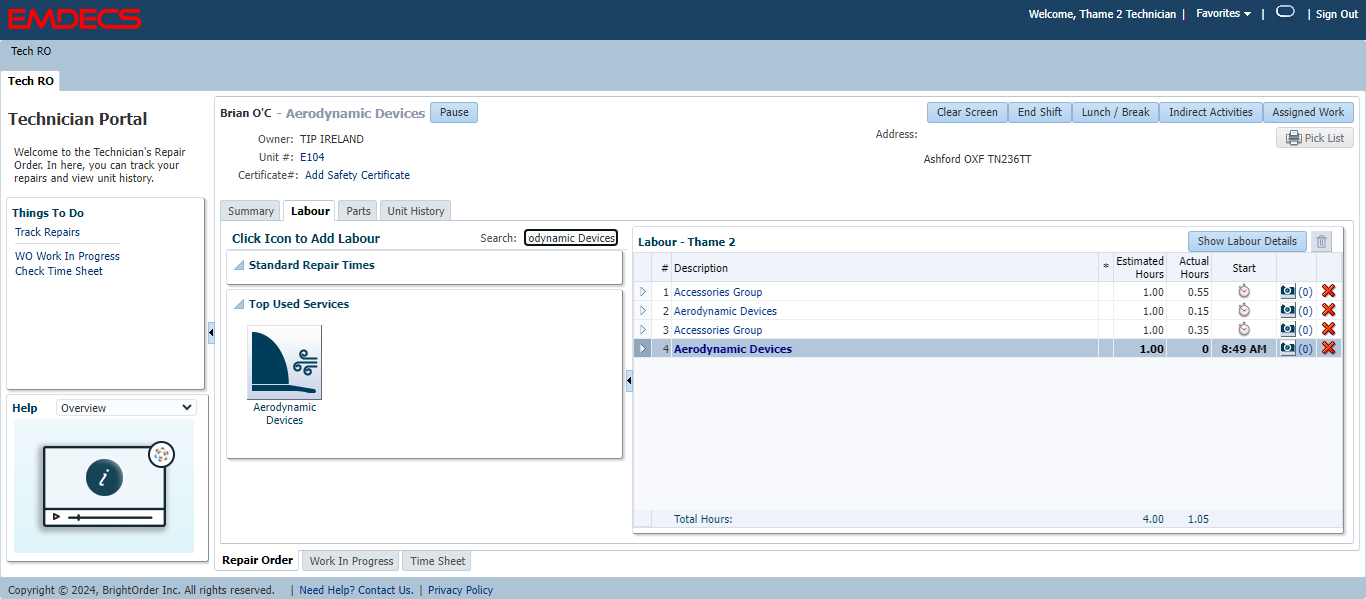 EMDECS
Welcome, Thame 2 Technician | Favorites | | Sign Out
Tech RO
Tech RO
Technician Portal
Welcome to the Technician's Repair
Order. In here, you can track your
repairs and view unit history.
Things To Do
Track Repairs
WO Work In Progress
Check Time Sheet
Help Overview
i
Brian O'C - Aerodynamic Devices Pause
Clear Screen End Shift Lunch / Break Indirect Activities Assigned Work
Owner: TIP IRELAND
Unit #: E104
Certificate#: Add Safety Certificate
Address:
Pick List
Ashford OXF TN236TT
Summary Labour Parts Unit History
Click Icon to Add Labour Search: odynamic Devices
Standard Repair Times
Top Used Services
Aerodynamic
Devices
Labour - Thame 2 Show Labour Details
# Description * Estimated Hours Actual Hours Start
1 Accessories Group 1.00 0.55 (0)
2 Aerodynamic Devices 1.00 0.15 (0)
3 Accessories Group 1.00 0.35 (0)
4 Aerodynamic Devices 1.00 0 8:49 AM (0)
Total Hours: 4.00 1.05
Repair Order Work In Progress Time Sheet
Copyright © 2024, BrightOrder Inc. All rights reserved. | Need Help? Contact Us. | Privacy Policy